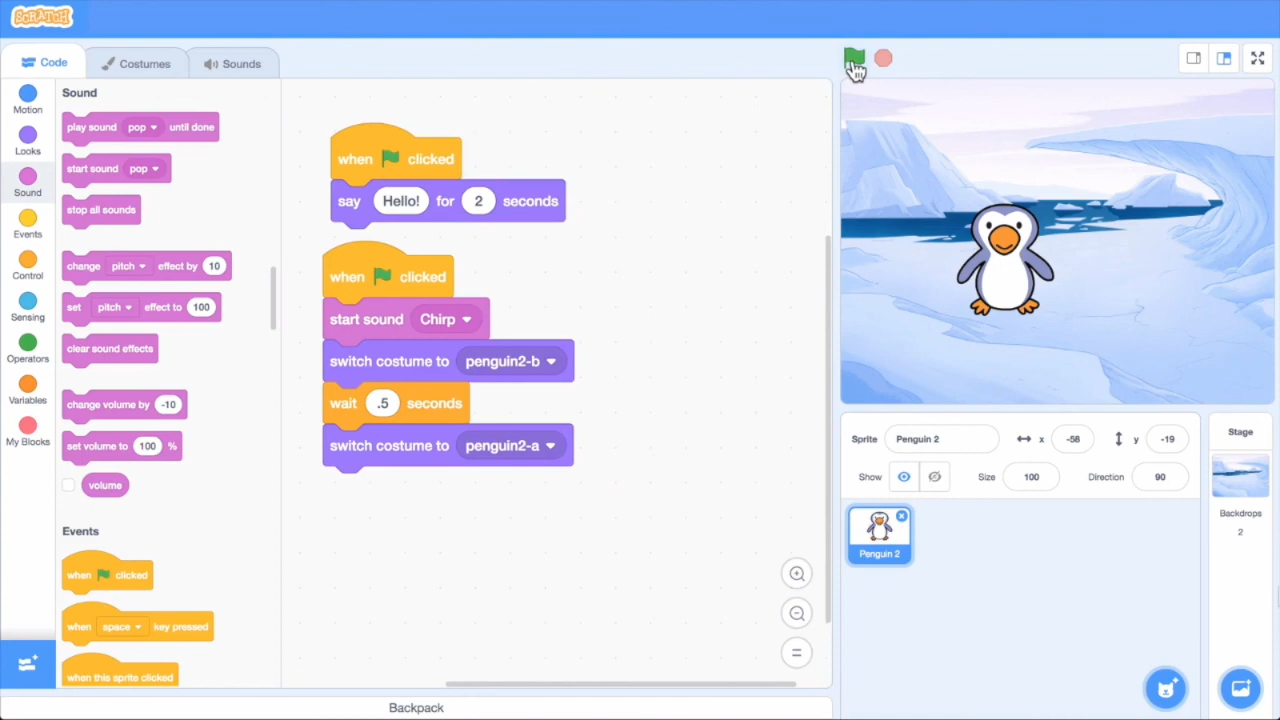 SCRATCH
Code
Costumes
Sounds
Motion
Looks
Sound
Events
Control
Sensing
Operators
Variables
My Blocks
Sound
play sound pop until done
start sound pop
stop all sounds
change pitch effect by 10
set pitch effect to 100
clear sound effects
change volume by -10
set volume to 100 %
volume
Events
when clicked
when space key pressed
when this sprite clicked
when clicked
say Hello! for 2 seconds
when clicked
start sound Chirp
switch costume to penguin2-b
wait .5 seconds
switch costume to penguin2-a
Backpack
Sprite Penguin 2 x -58 y -19
Show Size 100 Direction 90
Penguin 2
Stage
Backdrops
2